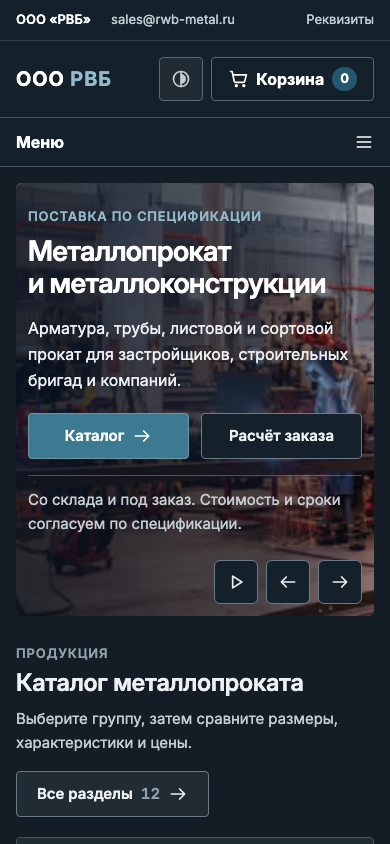 ООО «РВБ» sales@rwb-metal.ru Реквизиты
ООО РВБ Корзина 0
Меню
ПОСТАВКА ПО СПЕЦИФИКАЦИИ
Металлопрокат
и металлоконструкции
Арматура, трубы, листовой и сортовой
прокат для застройщиков, строительных
бригад и компаний.
Каталог → Расчёт заказа
Со склада и под заказ. Стоимость и сроки
согласуем по спецификации.
ПРОДУКЦИЯ
Каталог металлопроката
Выберите группу, затем сравните размеры,
характеристики и цены.
Все разделы 12 →